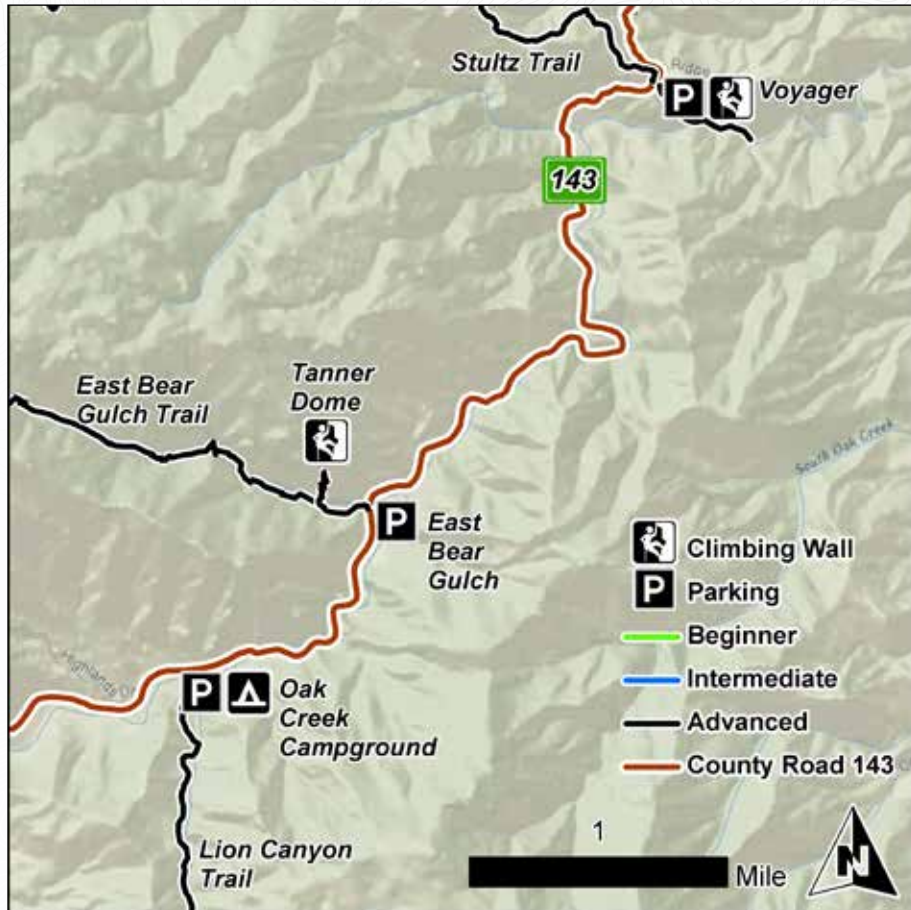 Stultz Trail
Ridge
P
Voyager
143
East Bear
Gulch Trail
Tanner
Dome
South Oak Creek
P
East
Bear
Gulch
Climbing Wall
P
Parking
Beginner
Intermediate
Advanced
County Road 143
Highlands
P
Oak
Creek
Campground
Lion Canyon
Trail
1
Mile
N